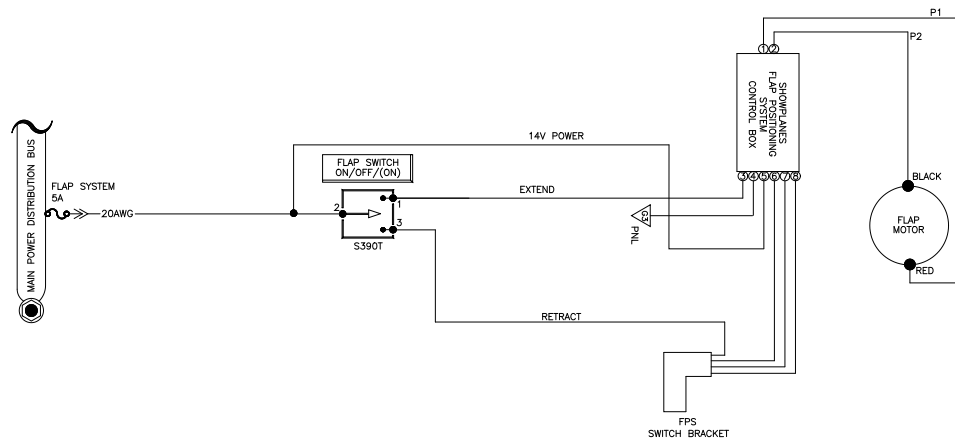 P1
P2
1 2
SHOWPLANES
FLAP POSITIONING
SYSTEM
CONTROL BOX
3 4 5 6 7 8
MAIN POWER DISTRIBUTION BUS
FLAP SYSTEM
5A
20AWG
14V POWER
FLAP SWITCH
ON/OFF/(ON)
2
1
3
S390T
EXTEND
G3
PNL
RETRACT
BLACK
FLAP
MOTOR
RED
FPS
SWITCH BRACKET